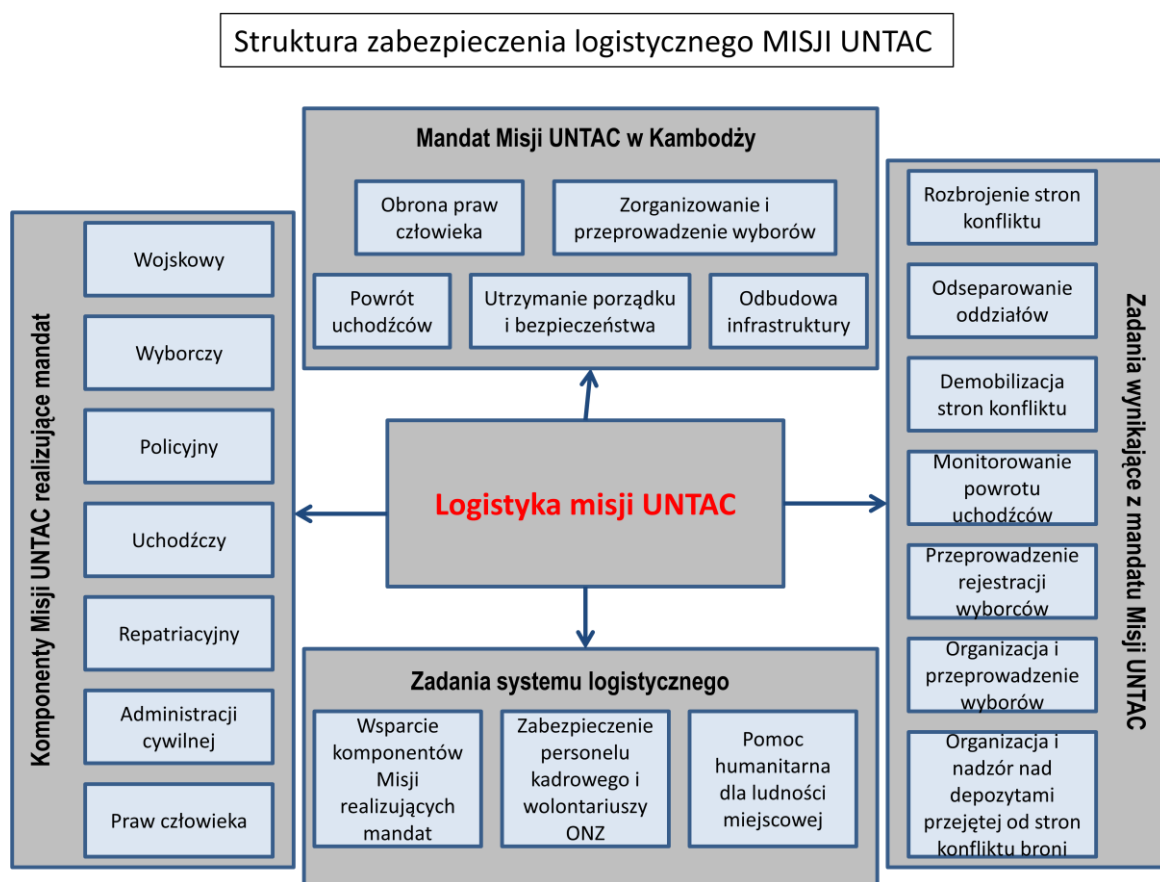 Struktura zabezpieczenia logistycznego MISJI UNTAC
Mandat Misji UNTAC w Kambodży
Obrona praw
człowieka
Zorganizowanie i
przeprowadzenie wyborów
Powrót
uchodźców
Utrzymanie porządku
i bezpieczeństwa
Odbudowa
infrastruktury
Komponenty Misji UNTAC realizujące mandat
Wojskowy
Wyborczy
Policyjny
Uchodźczy
Repatriacyjny
Administracji
cywilnej
Praw człowieka
Logistyka misji UNTAC
Zadania wynikające z mandatu Misji UNTAC
Rozbrojenie stron
konfliktu
Odseparowanie
oddziałów
Demobilizacja
stron konfliktu
Monitorowanie
powrotu
uchodźców
Przeprowadzenie
rejestracji
wyborców
Organizacja i
przeprowadzenie
wyborów
Organizacja i
nadzór nad
depozytami
przejętej od stron
konfliktu broni
Zadania systemu logistycznego
Wsparcie
komponentów
Misji
realizujących
mandat
Zabezpieczenie
personelu
kadrowego i
wolontariuszy
ONZ
Pomoc
humanitarna
dla ludności
miejscowej